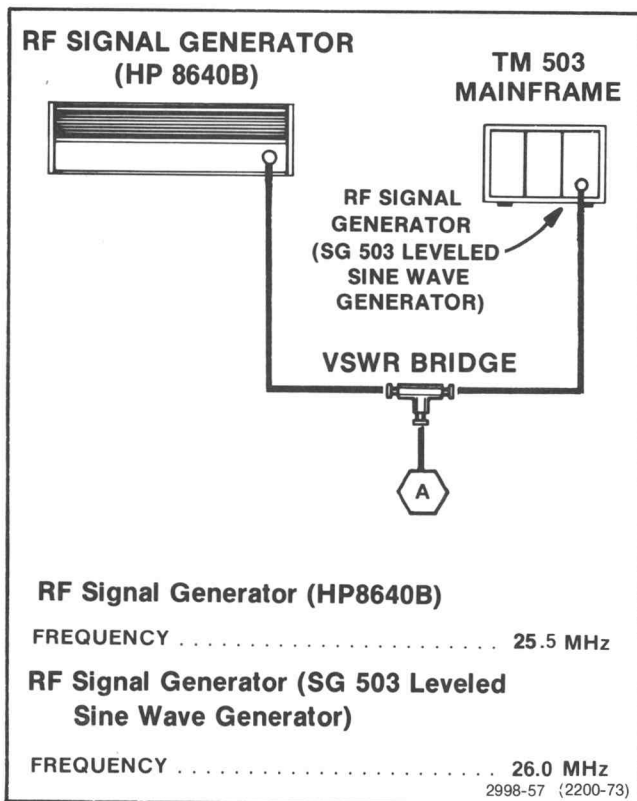 RF SIGNAL GENERATOR
(HP 8640B)
TM 503
MAINFRAME
RF SIGNAL
GENERATOR
(SG 503 LEVELED
SINE WAVE
GENERATOR)
VSWR BRIDGE
A
RF Signal Generator (HP8640B)
FREQUENCY . . . . . . . . . . . . . . . . . . . . . . . 25.5 MHz
RF Signal Generator (SG 503 Leveled
Sine Wave Generator)
FREQUENCY . . . . . . . . . . . . . . . . . . . . . . . 26.0 MHz
2998-57 (2200-73)